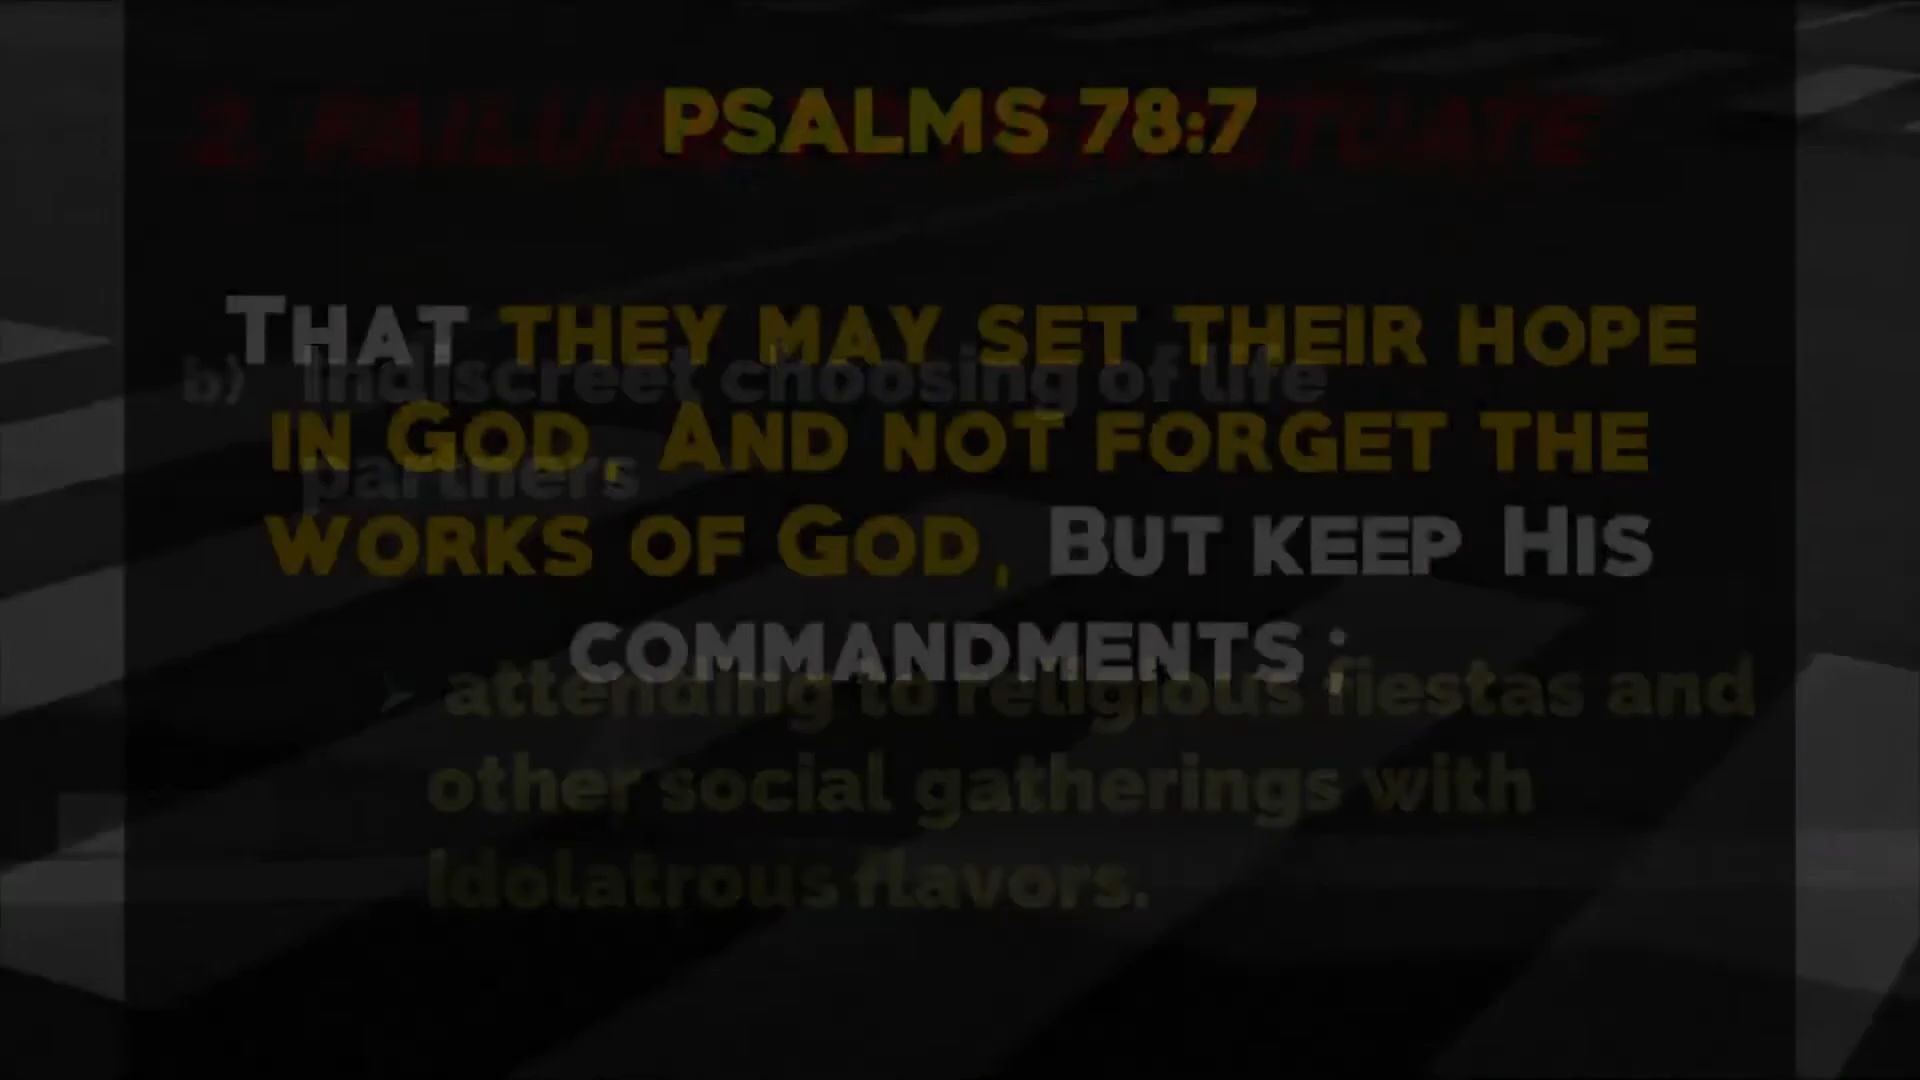 PSALMS 78:7
THAT THEY MAY SET THEIR HOPE
IN GOD, AND NOT FORGET THE
WORKS OF GOD, BUT KEEP HIS
COMMANDMENTS;
2. FAILURE
b) Indiscreet choosing of life
partners
attending to religious fiestas and
other social gatherings with
idolatrous flavors.